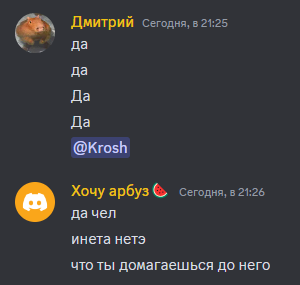 Дмитрий Сегодня, в 21:25
да
да
Да
Да
@Krosh
Хочу арбуз🍉 Сегодня, в 21:26
да чел
инета нетэ
что ты домагаешься до него